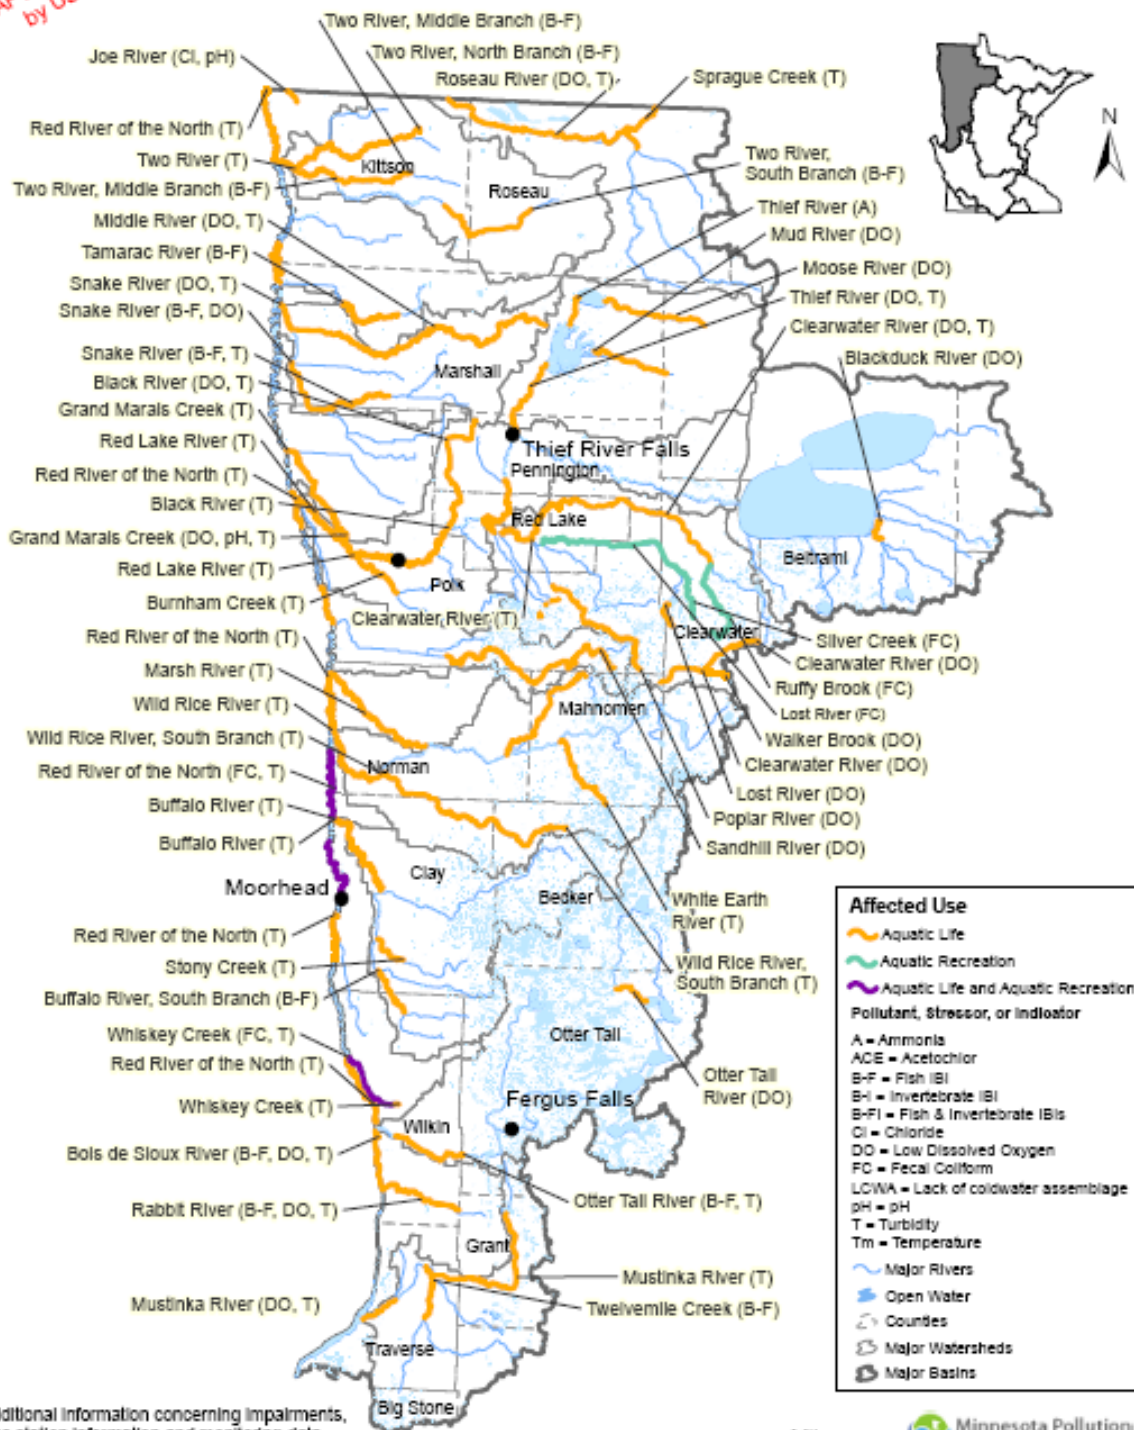 by
Two River, Middle Branch (B-F)
Two River, North Branch (B-F)
Joe River (Cl, pH)
Roseau River (DO, T)
Sprague Creek (T)
N
Red River of the North (T)
Two River (T)
Two River, Middle Branch (B-F)
Kittson
Roseau
Two River,
South Branch (B-F)
Middle River (DO, T)
Thief River (A)
Mud River (DO)
Tamarac River (B-F)
Moose River (DO)
Snake River (DO, T)
Thief River (DO, T)
Snake River (B-F, DO)
Clearwater River (DO, T)
Snake River (B-F, T)
Blackduck River (DO)
Marshall
Black River (DO, T)
Grand Marais Creek (T)
Red Lake River (T)
Thief River Falls
Pennington
Red River of the North (T)
Black River (T)
Red Lake
Grand Marais Creek (DO, pH, T)
Red Lake River (T)
Beltrami
Polk
Burnham Creek (T)
Clearwater River (T)
Clearwater
Red River of the North (T)
Silver Creek (FC)
Clearwater River (DO)
Marsh River (T)
Ruffy Brook (FC)
Wild Rice River (T)
Mahnomen
Lost River (FC)
Wild Rice River, South Branch (T)
Walker Brook (DO)
Norman
Clearwater River (DO)
Red River of the North (FC, T)
Lost River (DO)
Buffalo River (T)
Poplar River (DO)
Buffalo River (T)
Sandhill River (DO)
Clay
Moorhead
Becker
White Earth
River (T)
Red River of the North (T)
Stony Creek (T)
Wild Rice River,
South Branch (T)
Buffalo River, South Branch (B-F)
Whiskey Creek (FC, T)
Otter Tail
Red River of the North (T)
Otter Tail
River (DO)
Whiskey Creek (T)
Fergus Falls
Wilkin
Bois de Sioux River (B-F, DO, T)
Rabbit River (B-F, DO, T)
Otter Tail River (B-F, T)
Grant
Mustinka River (T)
Mustinka River (DO, T)
Twelvemile Creek (B-F)
Traverse
Big Stone
Affected Use
Aquatic Life
Aquatic Recreation
Aquatic Life and Aquatic Recreation
Pollutant, Stressor, or Indicator
A = Ammonia
ACE = Acetochlor
B-F = Fish IBI
B-I = Invertebrate IBI
B-FI = Fish & Invertebrate IBIs
Cl = Chloride
DO = Low Dissolved Oxygen
FC = Fecal Coliform
LCWA = Lack of coldwater assemblage
pH = pH
T = Turbidity
Tm = Temperature
Major Rivers
Open Water
Counties
Major Watersheds
Major Basins
ditional information concerning impairments,
Minnesota Pollution